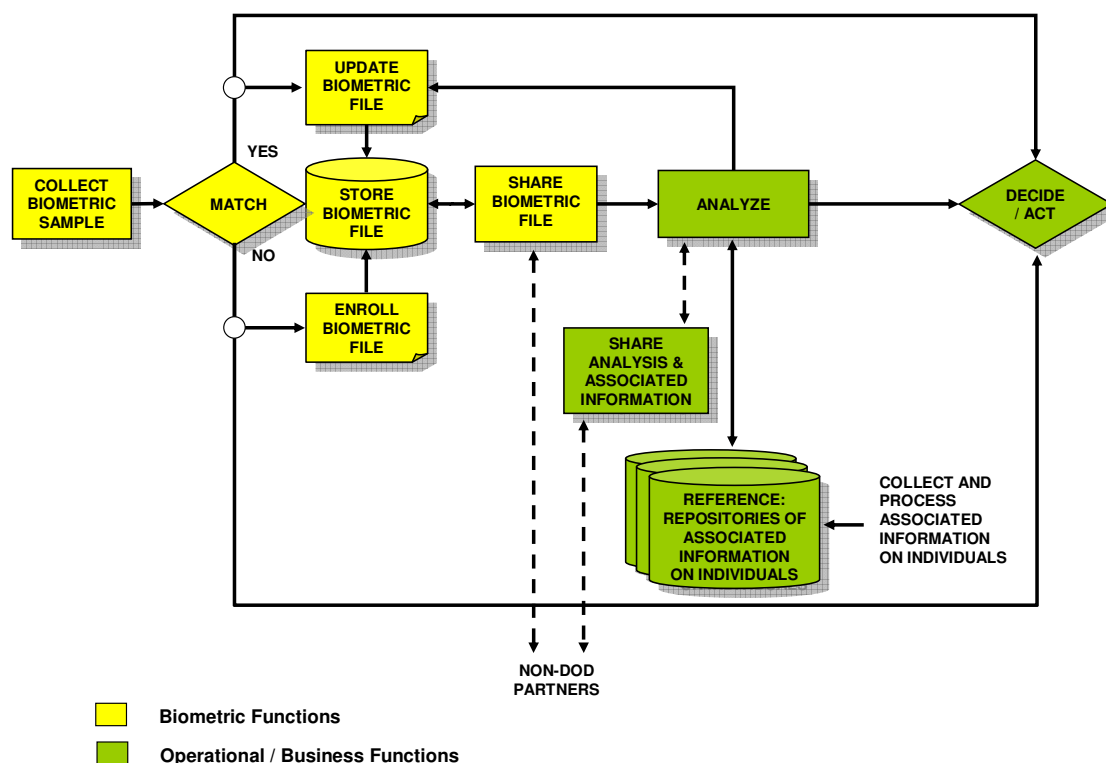 UPDATE
BIOMETRIC
FILE
YES
COLLECT
BIOMETRIC
SAMPLE
MATCH
STORE
BIOMETRIC
FILE
SHARE
BIOMETRIC
FILE
ANALYZE
DECIDE
/ ACT
NO
ENROLL
BIOMETRIC
FILE
SHARE
ANALYSIS &
ASSOCIATED
INFORMATION
REFERENCE:
REPOSITORIES OF
ASSOCIATED
INFORMATION
ON INDIVIDUALS
COLLECT AND
PROCESS
ASSOCIATED
INFORMATION
ON INDIVIDUALS
NON-DOD
PARTNERS
Biometric Functions
Operational / Business Functions